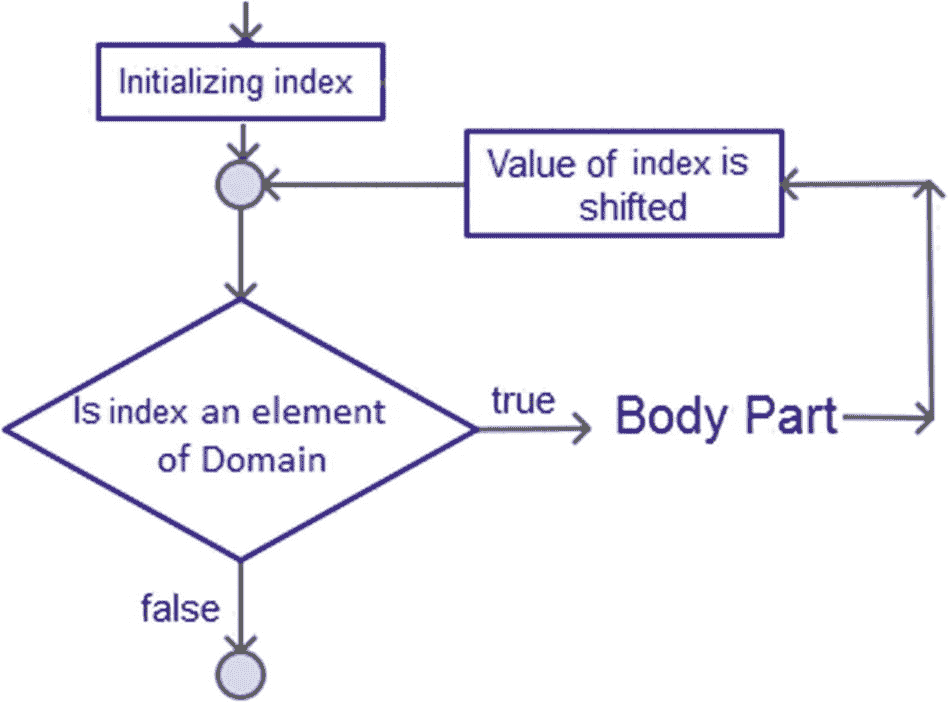 Initializing index
Value of index is
shifted
Is index an element
of Domain
true
Body Part
false